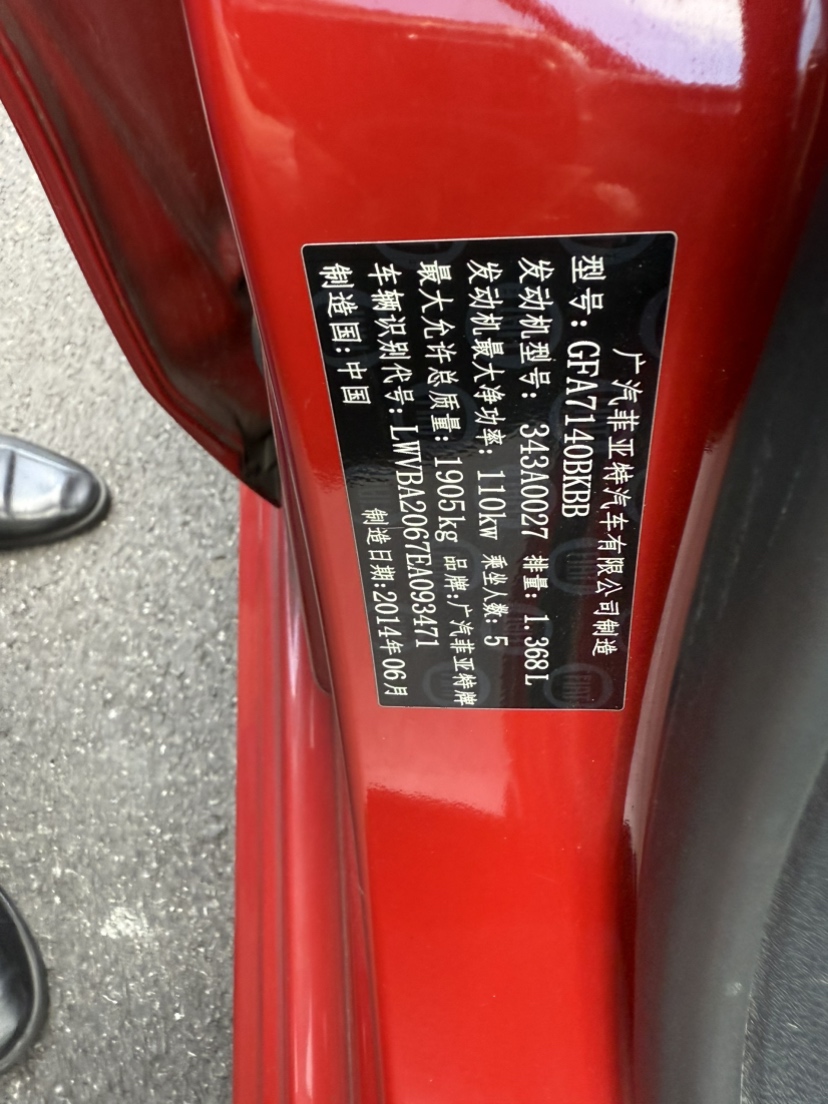 广汽菲亚特汽车有限公司制造
型号:GFA7140BKBB
发动机型号:343A0027 排量:1.368L
发动机最大净功率:110kw 乘坐人数:5
最大允许总质量:1905kg 品牌:广汽菲亚特牌
车辆识别代号:LWVBA2067EA093471
制造国:中国 制造日期:2014年06月